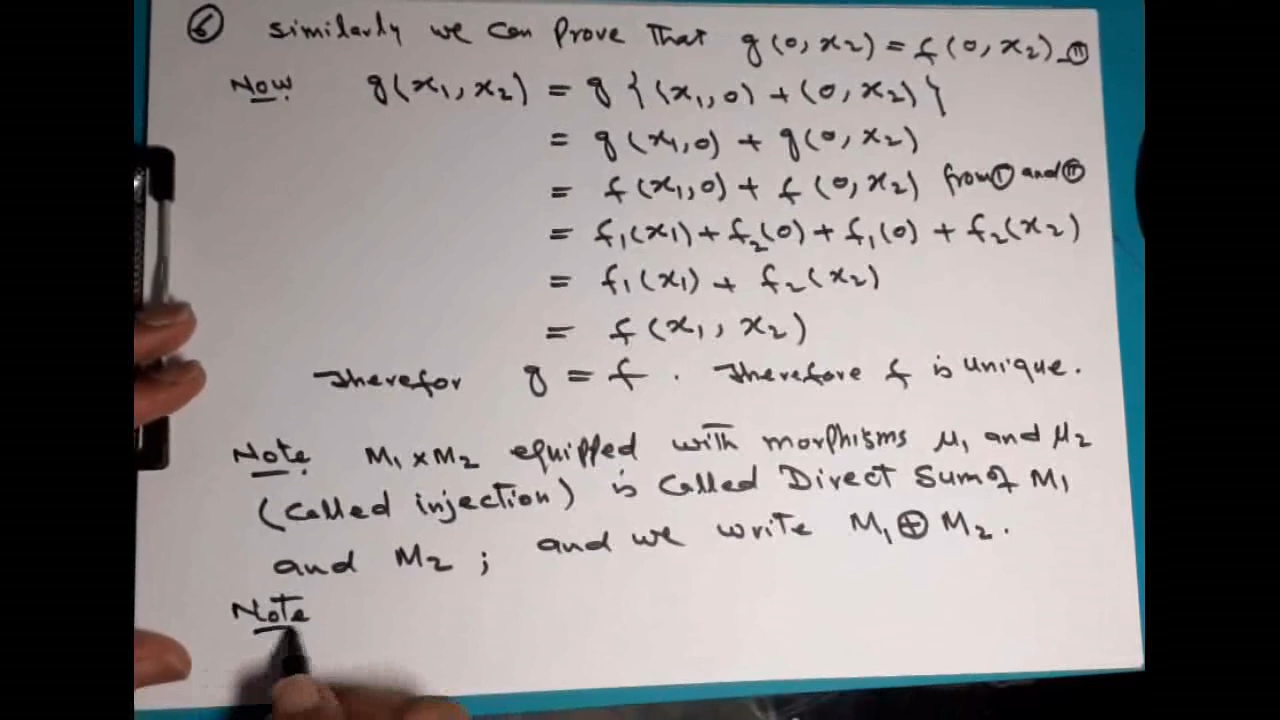 ⑥ Similarly we can prove that g(0, x₂) = f(0, x₂) _ⓘⓘ
Now g(x₁, x₂) = g{(x₁, 0) + (0, x₂)}
= g(x₁, 0) + g(0, x₂)
= f(x₁, 0) + f(0, x₂) from Ⓘ and Ⓘⓘ
= f₁(x₁) + f₂(0) + f₁(0) + f₂(x₂)
= f₁(x₁) + f₂(x₂)
= f(x₁, x₂)
Therefor g = f. Therefore f is unique.
Note M₁ × M₂ equipped with morphisms μ₁ and μ₂
(called injection) is called Direct Sum of M₁
and M₂; and we write M₁ ⊕ M₂.
Note